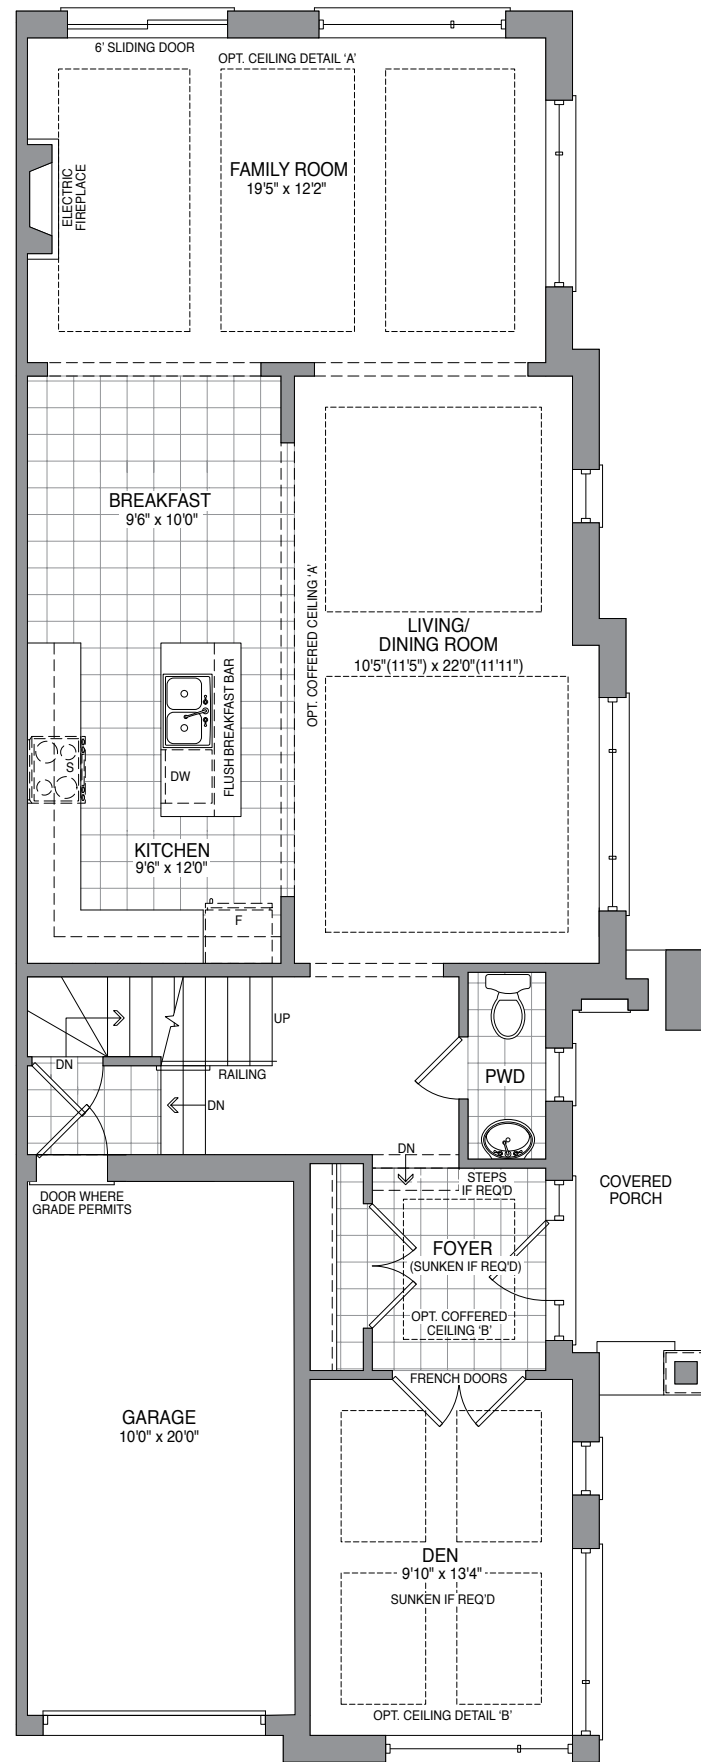 6' SLIDING DOOR
OPT. CEILING DETAIL 'A'
FAMILY ROOM
19'5" x 12'2"
ELECTRIC
FIREPLACE
BREAKFAST
9'6" x 10'0"
OPT. COFFERED CEILING 'A'
LIVING/
DINING ROOM
10'5"(11'5") x 22'0"(11'11")
FLUSH BREAKFAST BAR
S
DW
KITCHEN
9'6" x 12'0"
F
UP
DN
RAILING
DN
PWD
DN
STEPS
IF REQ'D
COVERED
PORCH
DOOR WHERE
GRADE PERMITS
FOYER
(SUNKEN IF REQ'D)
OPT. COFFERED
CEILING 'B'
FRENCH DOORS
GARAGE
10'0" x 20'0"
DEN
9'10" x 13'4"
SUNKEN IF REQ'D
OPT. CEILING DETAIL 'B'